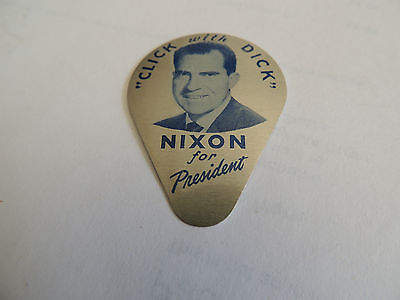 "CLICK with DICK"
NIXON
for
President